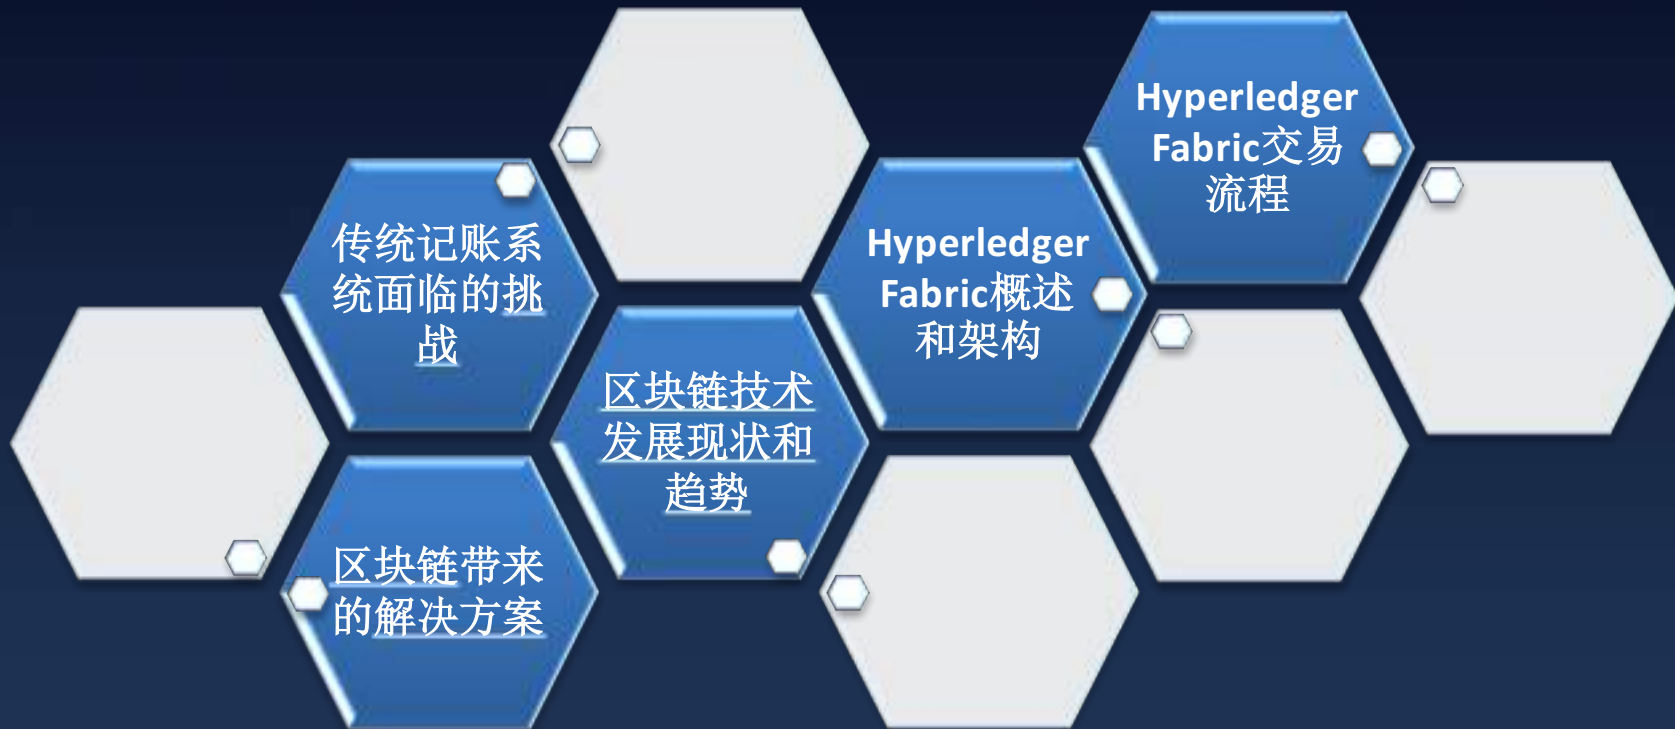 传统记账系
统面临的挑
战
区块链带来
的解决方案
区块链技术
发展现状和
趋势
Hyperledger
Fabric概述
和架构
Hyperledger
Fabric交易
流程